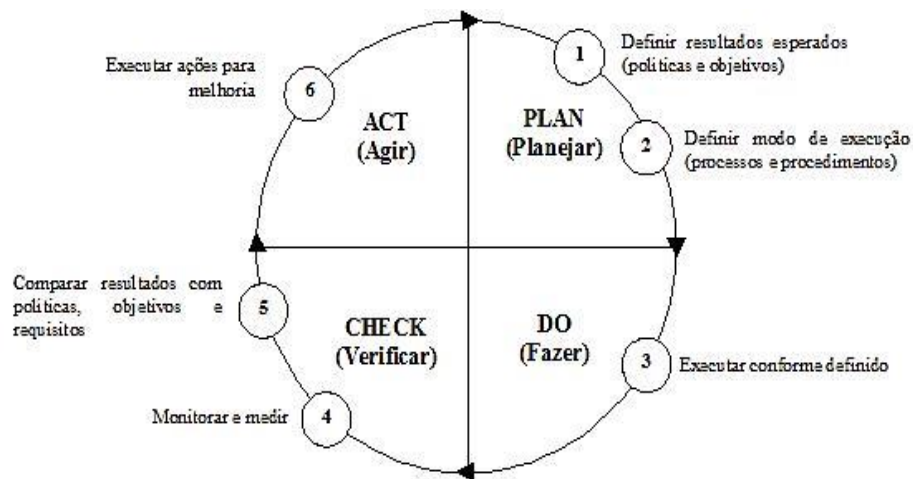 1
Definir resultados esperados
(politicas e objetivos)
2
Definir modo de execução
(processos e procedimentos)
PLAN
(Planejar)
DO
(Fazer)
3
Executar conforme definido
CHECK
(Verificar)
4
Monitorar e medir
5
Comparar resultados com
politicas, objetivos e
requisitos
ACT
(Agir)
6
Executar ações para
melhoria